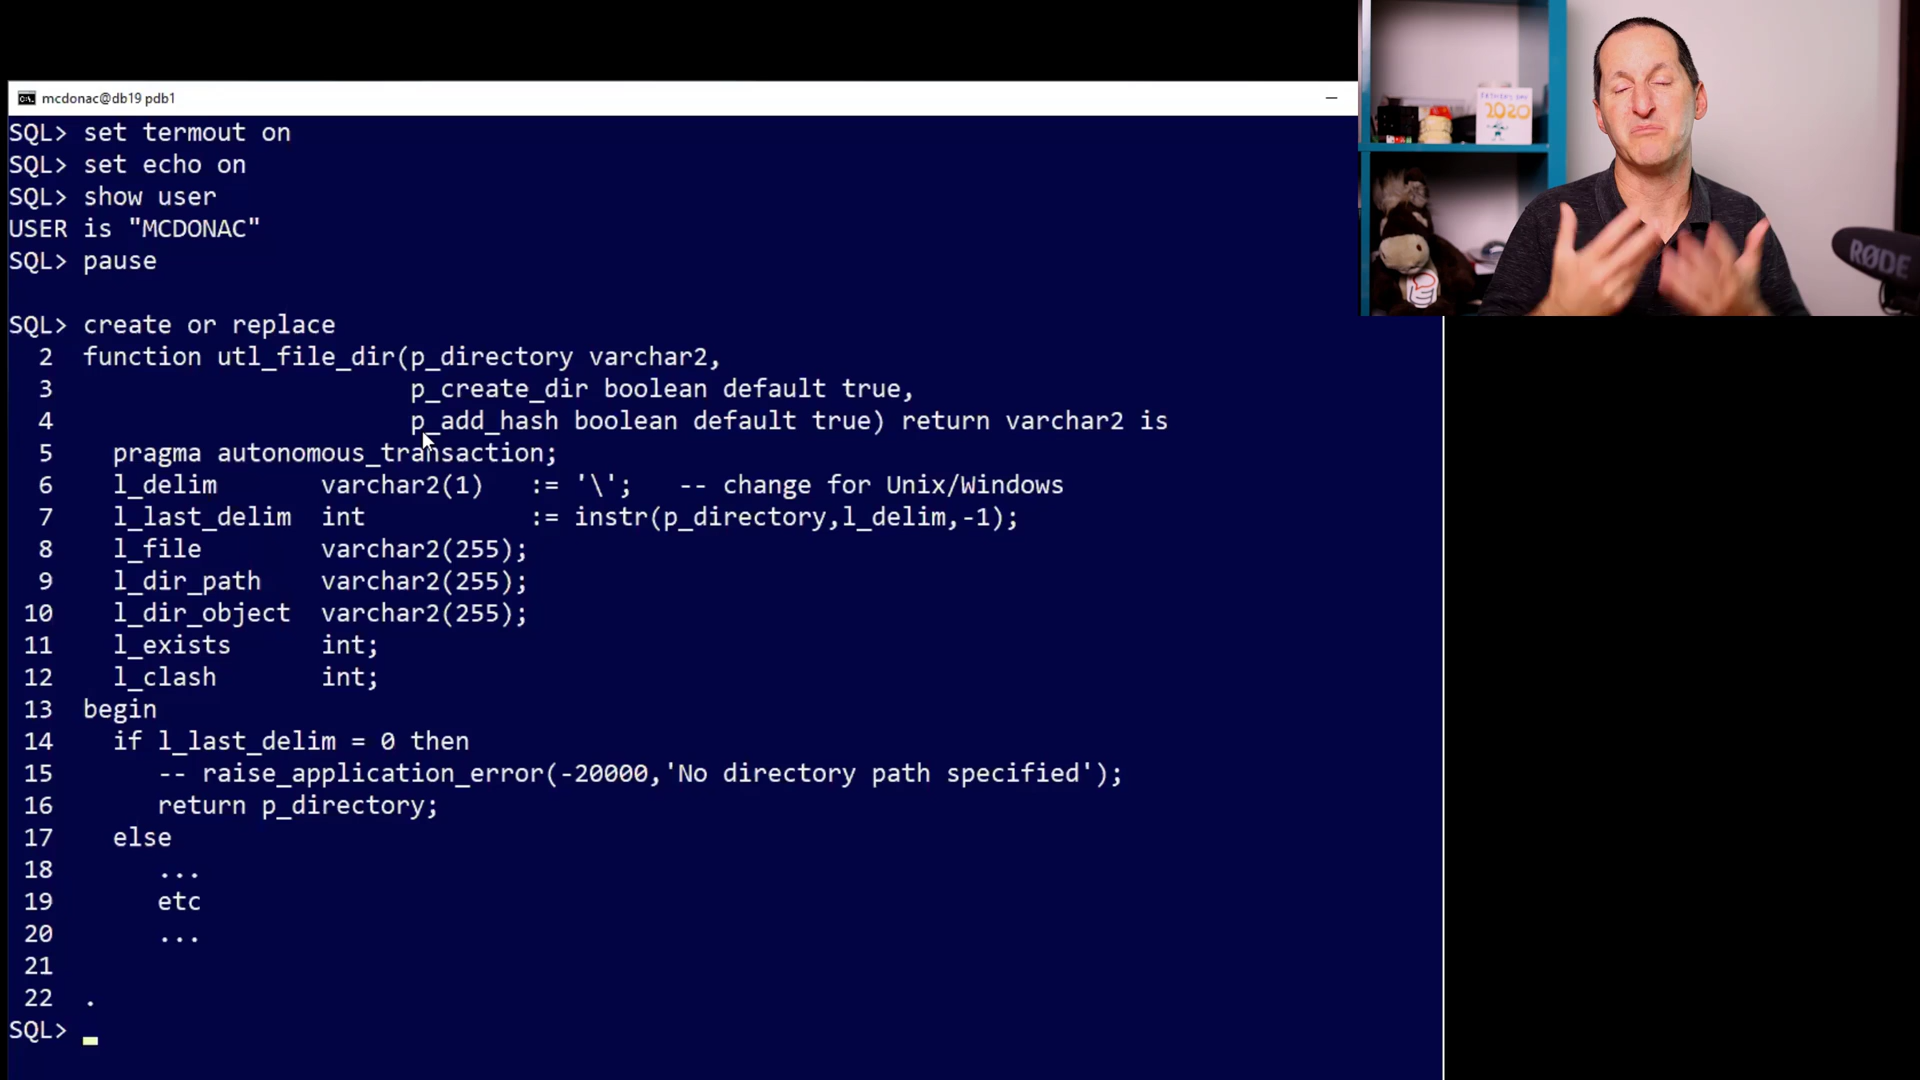 mcdonac@db19 pdb1
SQL> set termout on
SQL> set echo on
SQL> show user
USER is "MCDONAC"
SQL> pause
SQL> create or replace
2 function utl_file_dir(p_directory varchar2,
3 p_create_dir boolean default true,
4 p_add_hash boolean default true) return varchar2 is
5 pragma autonomous_transaction;
6 l_delim varchar2(1) := '\'; -- change for Unix/Windows
7 l_last_delim int := instr(p_directory,l_delim,-1);
8 l_file varchar2(255);
9 l_dir_path varchar2(255);
10 l_dir_object varchar2(255);
11 l_exists int;
12 l_clash int;
13 begin
14 if l_last_delim = 0 then
15 -- raise_application_error(-20000,'No directory path specified');
16 return p_directory;
17 else
18 ...
19 etc
20 ...
21
22 .
SQL>
2020
RØDE